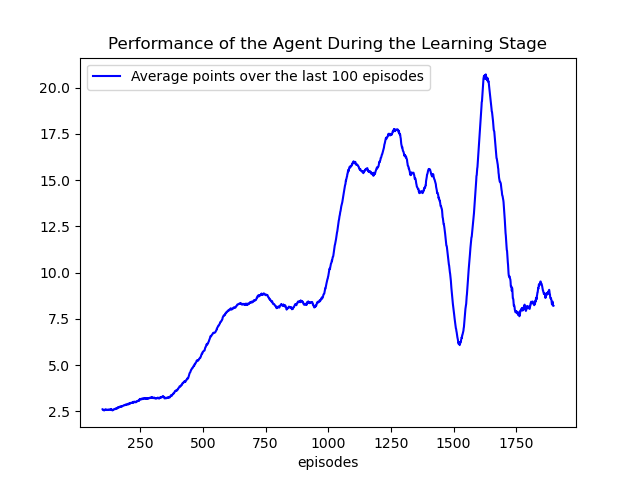 Performance of the Agent During the Learning Stage
Average points over the last 100 episodes
20.0
17.5
15.0
12.5
10.0
7.5
5.0
2.5
250 500 750 1000 1250 1500 1750
episodes